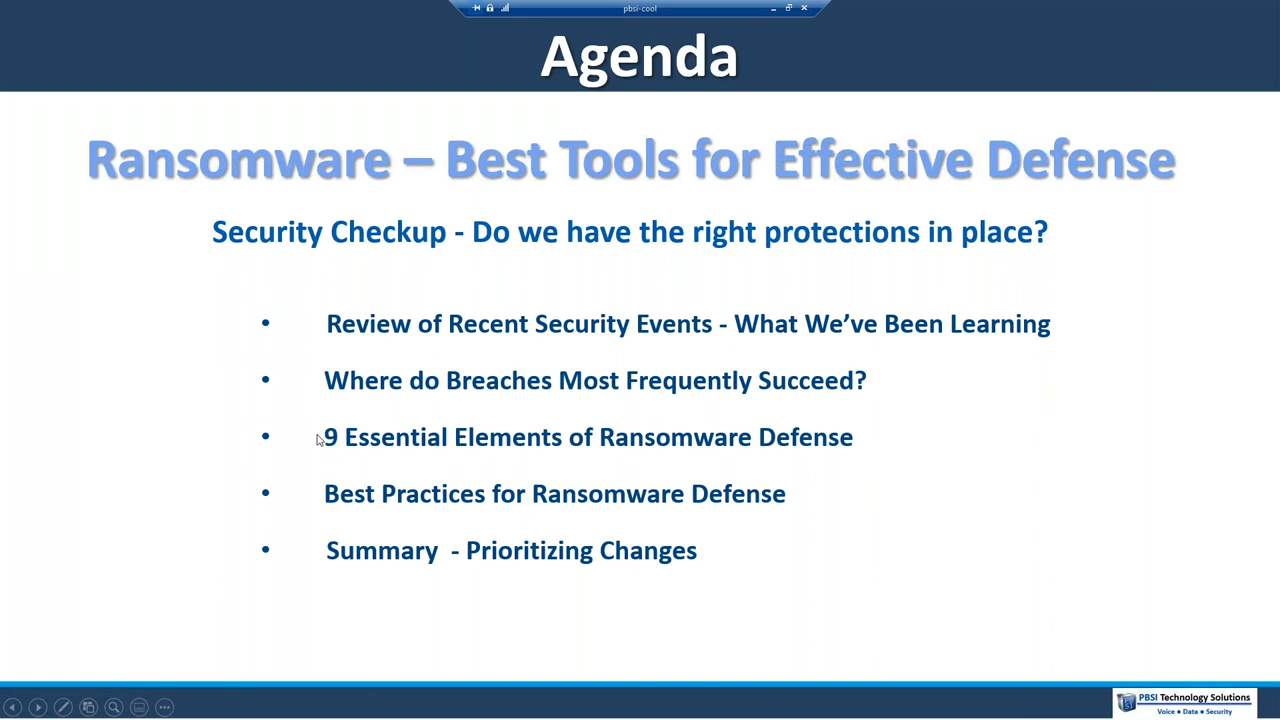 pbsi-cool
Agenda
Ransomware – Best Tools for Effective Defense
Security Checkup - Do we have the right protections in place?
• Review of Recent Security Events - What We’ve Been Learning
• Where do Breaches Most Frequently Succeed?
• 9 Essential Elements of Ransomware Defense
• Best Practices for Ransomware Defense
• Summary - Prioritizing Changes
PBSI Technology Solutions
Voice ● Data ● Security